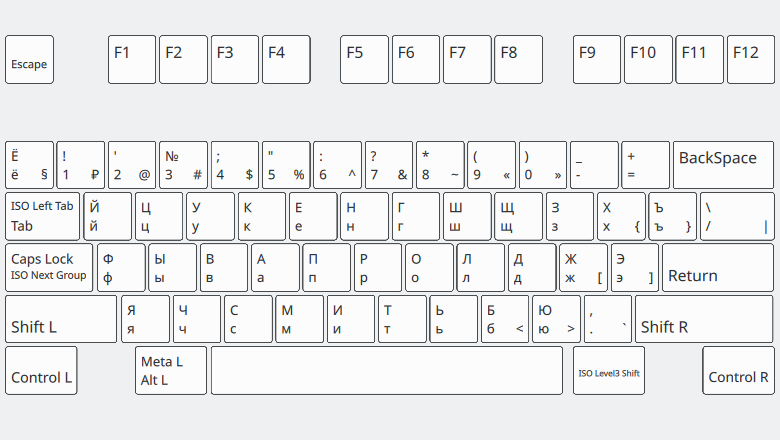 Escape F1 F2 F3 F4 F5 F6 F7 F8 F9 F10 F11 F12
Ё ! ' № ; " : ? * ( ) _ + BackSpace
ё § 1 ₽ 2 @ 3 # 4 $ 5 % 6 ^ 7 & 8 ~ 9 « 0 » - =
ISO Left Tab Й Ц У К Е Н Г Ш Щ З Х Ъ \
Tab й ц у к е н г ш щ з х { ъ } / |
Caps Lock Ф Ы В А П Р О Л Д Ж Э
ISO Next Group ф ы в а п р о л д ж [ э ] Return
Я Ч С М И Т Ь Б Ю ,
Shift L я ч с м и т ь б < ю > . ` Shift R
Meta L
Control L Alt L ISO Level3 Shift Control R